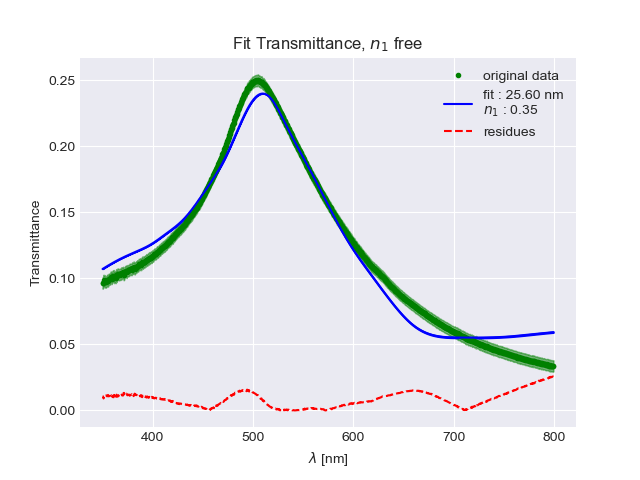 Fit Transmittance, n₁ free
original data
fit : 25.60 nm
n₁ : 0.35
residues
Transmittance
0.25
0.20
0.15
0.10
0.05
0.00
400
500
600
700
800
λ [nm]